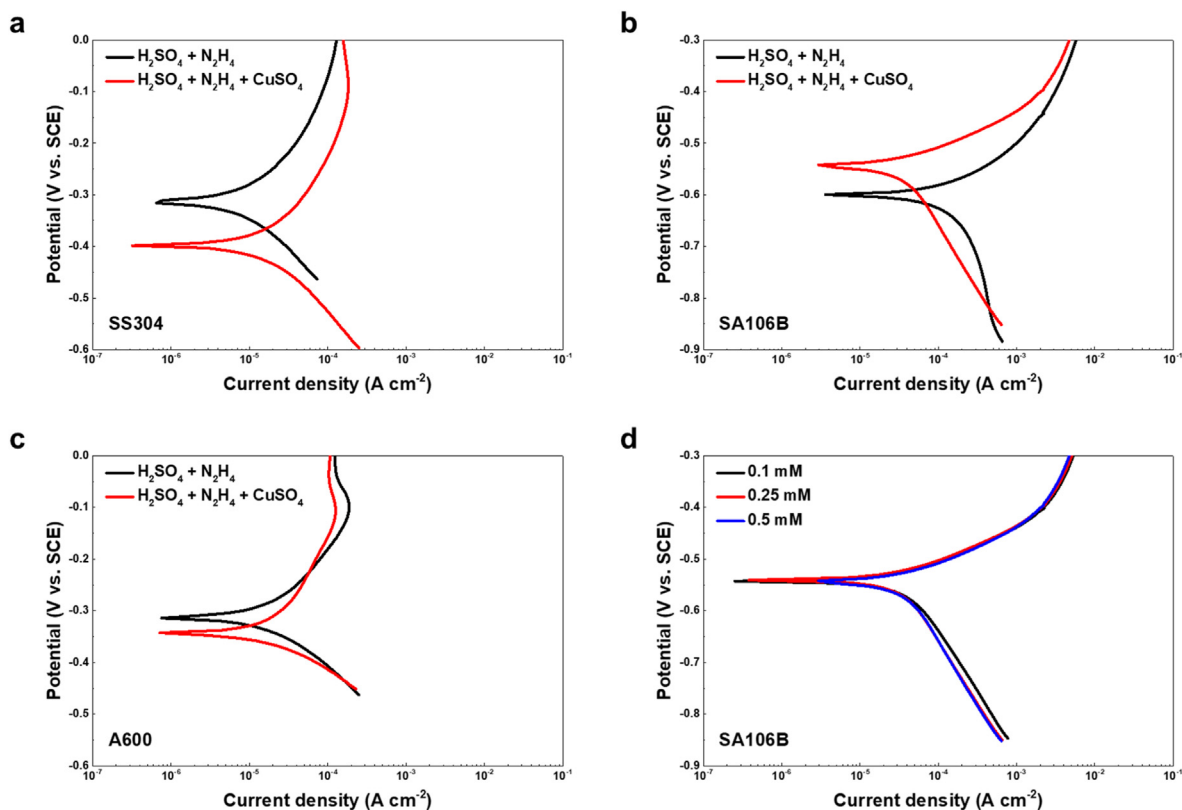 a
H₂SO₄ + N₂H₄
H₂SO₄ + N₂H₄ + CuSO₄
Potential (V vs. SCE)
0.0
-0.1
-0.2
-0.3
-0.4
-0.5
-0.6
SS304
10⁻⁷ 10⁻⁶ 10⁻⁵ 10⁻⁴ 10⁻³ 10⁻² 10⁻¹
Current density (A cm⁻²)
b
H₂SO₄ + N₂H₄
H₂SO₄ + N₂H₄ + CuSO₄
Potential (V vs. SCE)
-0.3
-0.4
-0.5
-0.6
-0.7
-0.8
-0.9
SA106B
10⁻⁷ 10⁻⁶ 10⁻⁵ 10⁻⁴ 10⁻³ 10⁻² 10⁻¹
Current density (A cm⁻²)
c
H₂SO₄ + N₂H₄
H₂SO₄ + N₂H₄ + CuSO₄
Potential (V vs. SCE)
0.0
-0.1
-0.2
-0.3
-0.4
-0.5
-0.6
A600
10⁻⁷ 10⁻⁶ 10⁻⁵ 10⁻⁴ 10⁻³ 10⁻² 10⁻¹
Current density (A cm⁻²)
d
0.1 mM
0.25 mM
0.5 mM
Potential (V vs. SCE)
-0.3
-0.4
-0.5
-0.6
-0.7
-0.8
-0.9
SA106B
10⁻⁷ 10⁻⁶ 10⁻⁵ 10⁻⁴ 10⁻³ 10⁻² 10⁻¹
Current density (A cm⁻²)